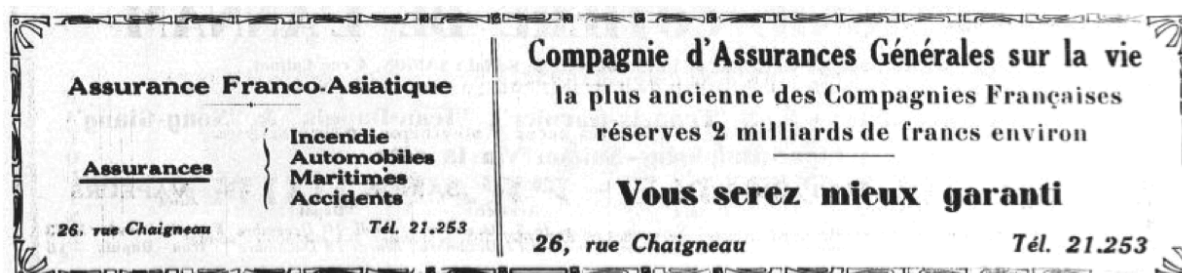 Assurance Franco-Asiatique
Assurances
Incendie
Automobiles
Maritimes
Accidents
26, rue Chaigneau Tél. 21.253
Compagnie d'Assurances Générales sur la vie
la plus ancienne des Compagnies Françaises
réserves 2 milliards de francs environ
Vous serez mieux garanti
26, rue Chaigneau Tél. 21.253